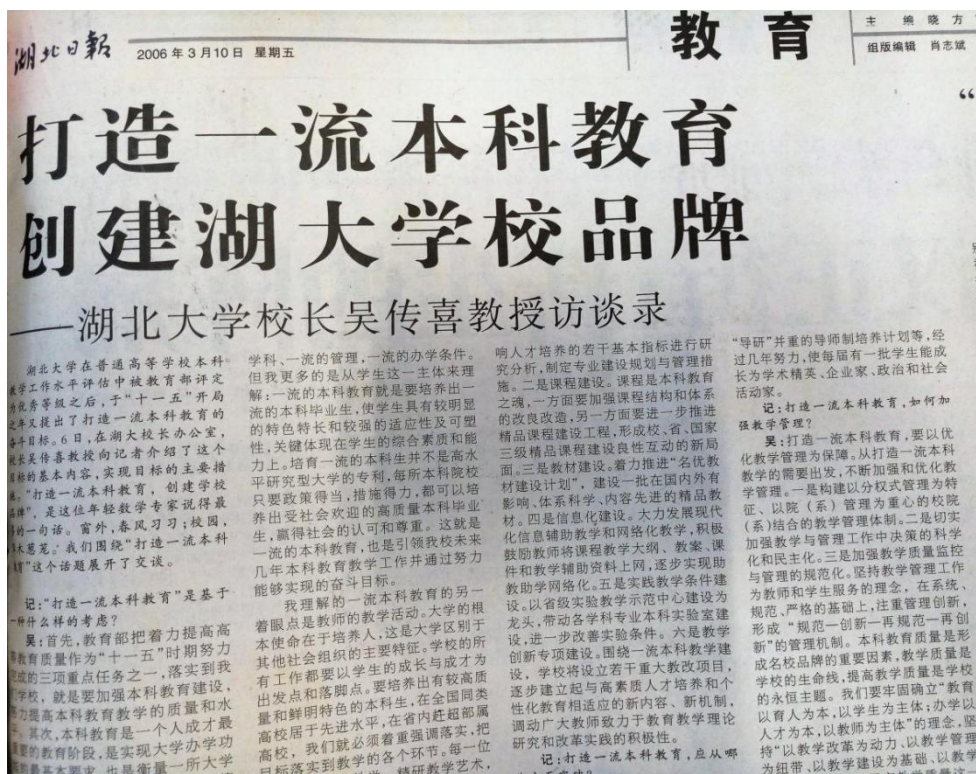 湖北日報
2006年3月10日 星期五
教育
主 编 晓 方
组版编辑 肖志斌
“
打造一流本科教育
创建湖大学校品牌
——湖北大学校长吴传喜教授访谈录
湖北大学在普通高等学校本科
教学工作水平评估中被教育部评定
为优秀等级之后,于“十一五”开局
之年又提出了打造一流本科教育的
奋斗目标。6日,在湖大校长办公室,
校长吴传喜教授向记者介绍了这个
目标的基本内容,实现目标的主要措
施。“打造一流本科教育,创建学校
品牌”,是这位年轻数学专家说得最
的一句话。窗外,春风习习;校园,
木葱茏。我们围绕“打造一流本科
教育”这个话题展开了交谈。
记:“打造一流本科教育”是基于
一种什么样的考虑?
吴:首先,教育部把着力提高高
等教育质量作为“十一五”时期努力
完成的三项重点任务之一,落实到我
们学校,就是要加强本科教育建设,
努力提高本科教育教学的质量和水
平。其次,本科教育是一个人成才最
重要的教育阶段,是实现大学办学功
最基本要求,也是衡量一所大学
学科、一流的管理,一流的办学条件。
但我更多的是从学生这一主体来理
解:一流的本科教育就是要培养出一
流的本科毕业生,使学生具有较明显
的特色特长和较强的适应性及可塑
性,关键体现在学生的综合素质和能
力上。培育一流的本科生并不是高水
平研究型大学的专利,每所本科院校
只要政策得当,措施得力,都可以培
养出受社会欢迎的高质量本科毕业
生,赢得社会的认可和尊重。这就是
一流的本科教育,也是引领我校未来
几年本科教育教学工作并通过努力
能够实现的奋斗目标。
我理解的一流本科教育的另一
着眼点是教师的教学活动。大学的根
本使命在于培养人,这是大学区别于
其他社会组织的主要特征。学校的所
有工作都要以学生的成长与成才为
出发点和落脚点。要培养出有较高质
量和鲜明特色的本科生,在全国同类
高校居于先进水平,在省内赶超部属
高校,我们就必须着重强调落实,把
目标落实到教学的各个环节。每一位
精研教学艺术,
响人才培养的若干基本指标进行研
究分析,制定专业建设规划与管理措
施。二是课程建设。课程是本科教育
之魂,一方面要加强课程结构和体系
的改良改造,另一方面要进一步推进
精品课程建设工程,形成校、省、国家
三级精品课程建设良性互动的新局
面。三是教材建设。着力推进“名优教
材建设计划”,建设一批在国内外有
影响、体系科学、内容先进的精品教
材。四是信息化建设。大力发展现代
化信息辅助教学和网络化教学,积极
鼓励教师将课程教学大纲、教案、课
件和教学辅助资料上网,逐步实现助
教助学网络化。五是实践教学条件建
设。以省级实验教学示范中心建设为
龙头,带动各学科专业本科实验室建
设,进一步改善实验条件。六是教学
创新专项建设。围绕一流本科教学建
设,学校将设立若干重大教改项目,
逐步建立起与高素质人才培养和个
性化教育相适应的新内容、新机制,
调动广大教师致力于教育教学理论
研究和改革实践的积极性。
记:打造一流本科教育,应从哪
“导研”并重的导师制培养计划等,经
过几年努力,使每届有一批学生能成
长为学术精英、企业家、政治和社会
活动家。
记:打造一流本科教育,如何加
强教学管理?
吴:打造一流本科教育,要以优
化教学管理为保障。从打造一流本科
教学的需要出发,不断加强和优化教
学管理。一是构建以分权式管理为特
征、以院(系)管理为重心的校院
(系)结合的教学管理体制。二是切实
加强教学与管理工作中决策的科学
化和民主化。三是加强教学质量监控
与管理的规范化。坚持教学管理工作
为教师和学生服务的理念,在系统、
规范、严格的基础上,注重管理创新,
形成“规范—创新—再规范—再创
新”的管理机制。本科教育质量是形
成名校品牌的重要因素,教学质量是
学校的生命线,提高教学质量是学校
的永恒主题。我们要牢固确立“教育
以育人为本,以学生为主体;办学以
人才为本,以教师为主体”的理念,坚
持“以教学改革为动力、以教学管理
为纽带、以教学建设为基础、以教